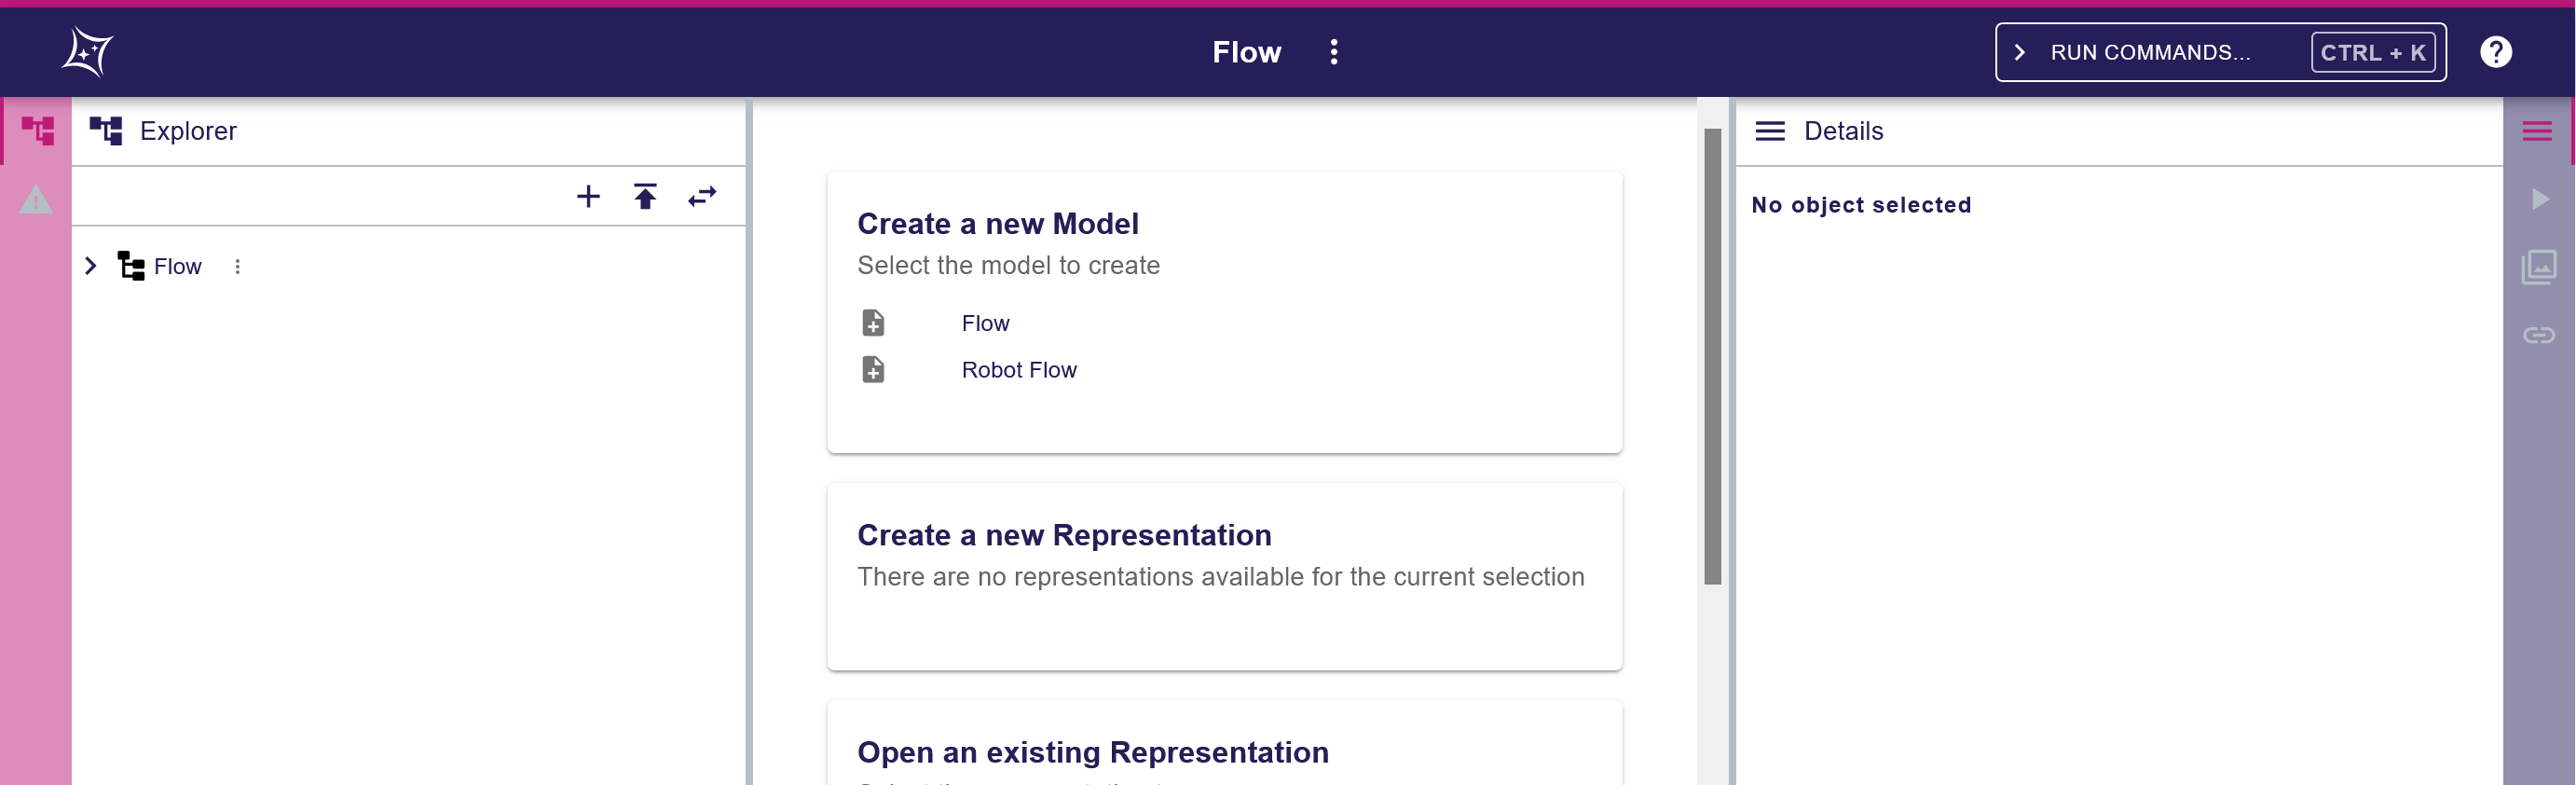 Flow
RUN COMMANDS... CTRL + K
Explorer
Flow
Create a new Model
Select the model to create
Flow
Robot Flow
Create a new Representation
There are no representations available for the current selection
Open an existing Representation
Details
No object selected